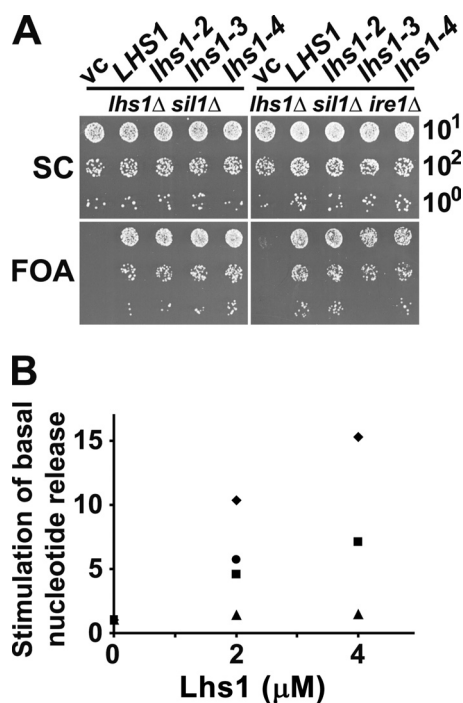 A
vc LHS1 lhs1-2 lhs1-3 lhs1-4 vc LHS1 lhs1-2 lhs1-3 lhs1-4
lhs1Δ sil1Δ lhs1Δ sil1Δ ire1Δ
SC
10¹
10²
10⁰
FOA
B
Stimulation of basal
nucleotide release
15
10
5
0
0 2 4
Lhs1 (μM)